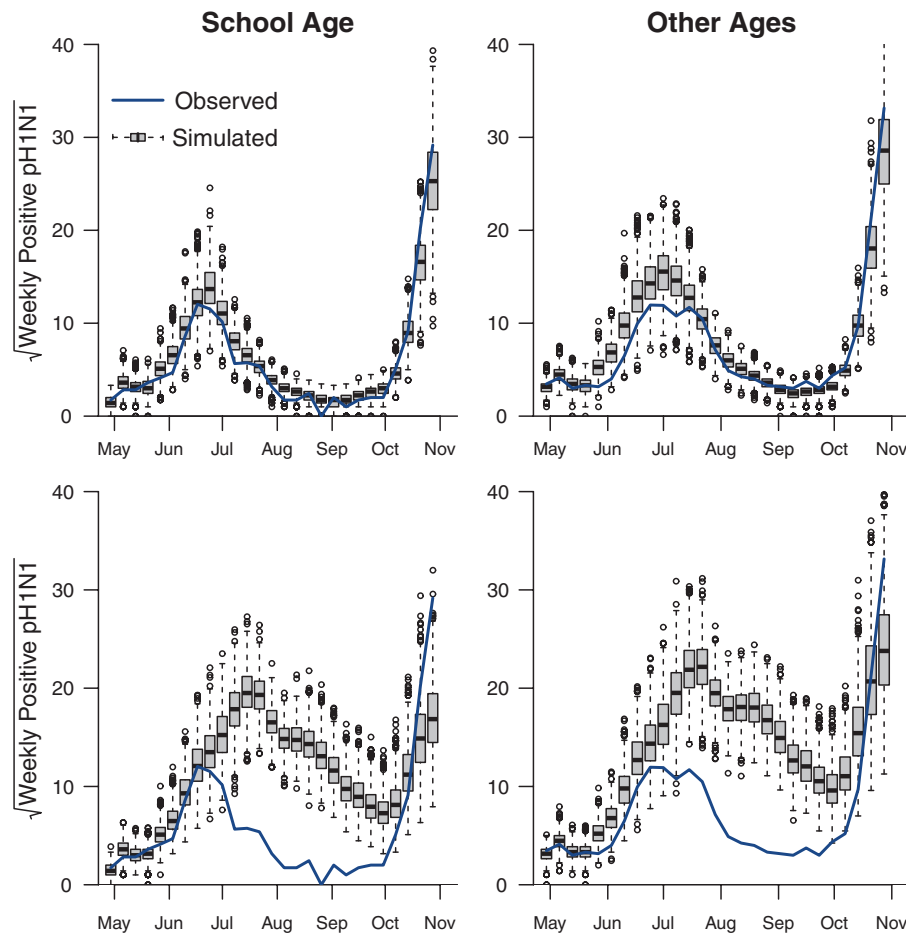 School Age
Other Ages
40
30
20
10
0
√Weekly Positive pH1N1
Observed
Simulated
May Jun Jul Aug Sep Oct Nov
40
30
20
10
0
May Jun Jul Aug Sep Oct Nov
40
30
20
10
0
√Weekly Positive pH1N1
May Jun Jul Aug Sep Oct Nov
40
30
20
10
0
May Jun Jul Aug Sep Oct Nov